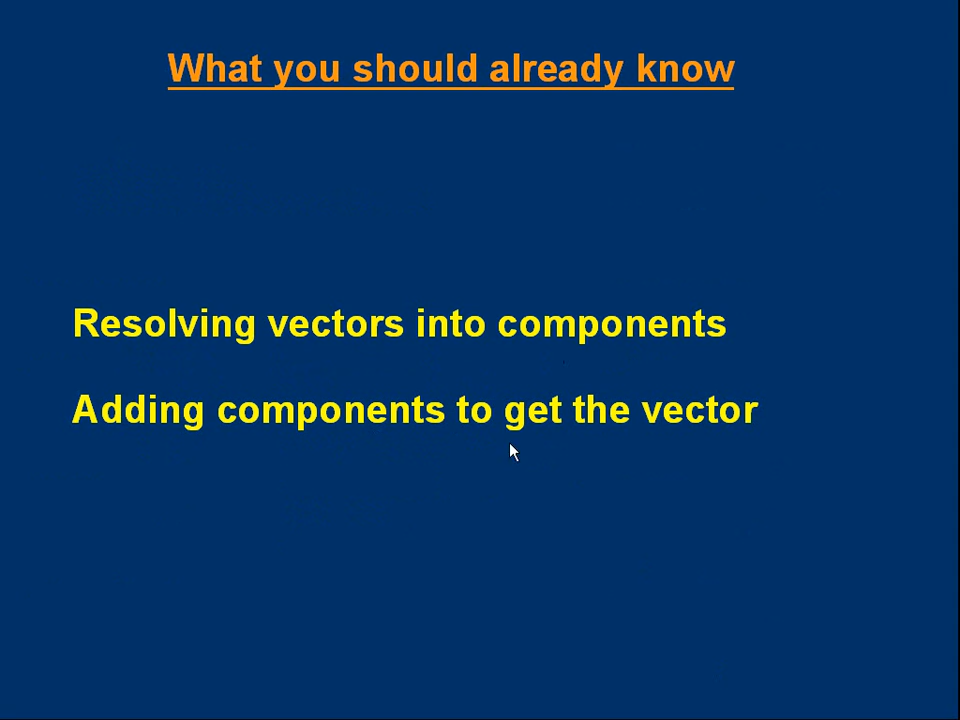 What you should already know
Resolving vectors into components
Adding components to get the vector